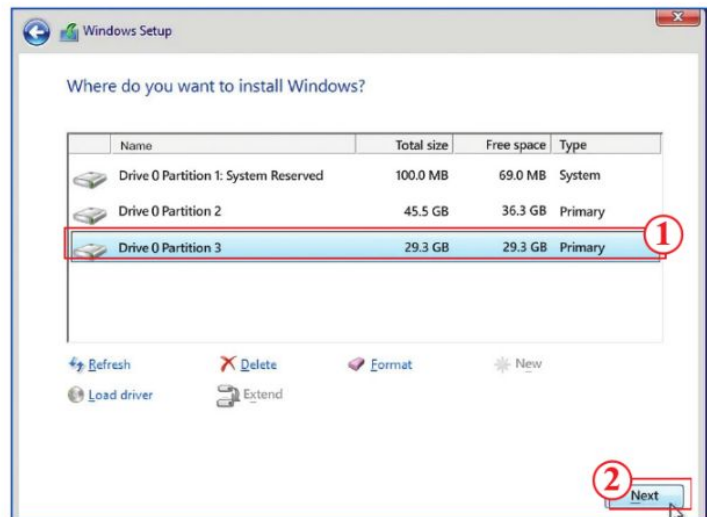 Windows Setup
Where do you want to install Windows?
Name Total size Free space Type
Drive 0 Partition 1: System Reserved 100.0 MB 69.0 MB System
Drive 0 Partition 2 45.5 GB 36.3 GB Primary
1
Drive 0 Partition 3 29.3 GB 29.3 GB Primary
Refresh Delete Format New
Load driver Extend
2
Next